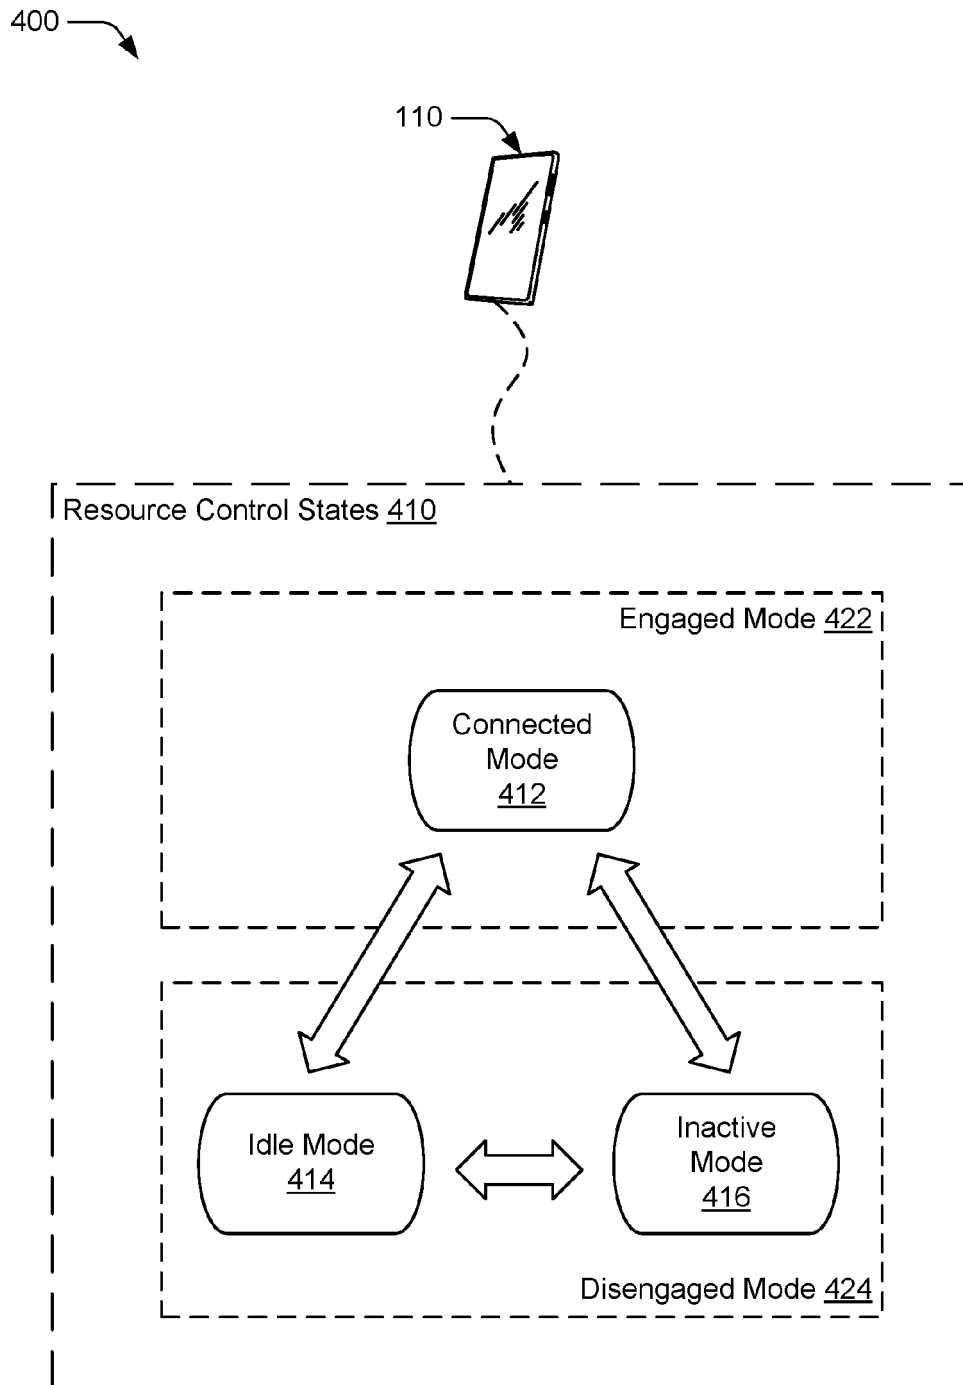 400
110
Resource Control States 410
Engaged Mode 422
Connected
Mode
412
Idle Mode
414
Inactive
Mode
416
Disengaged Mode 424